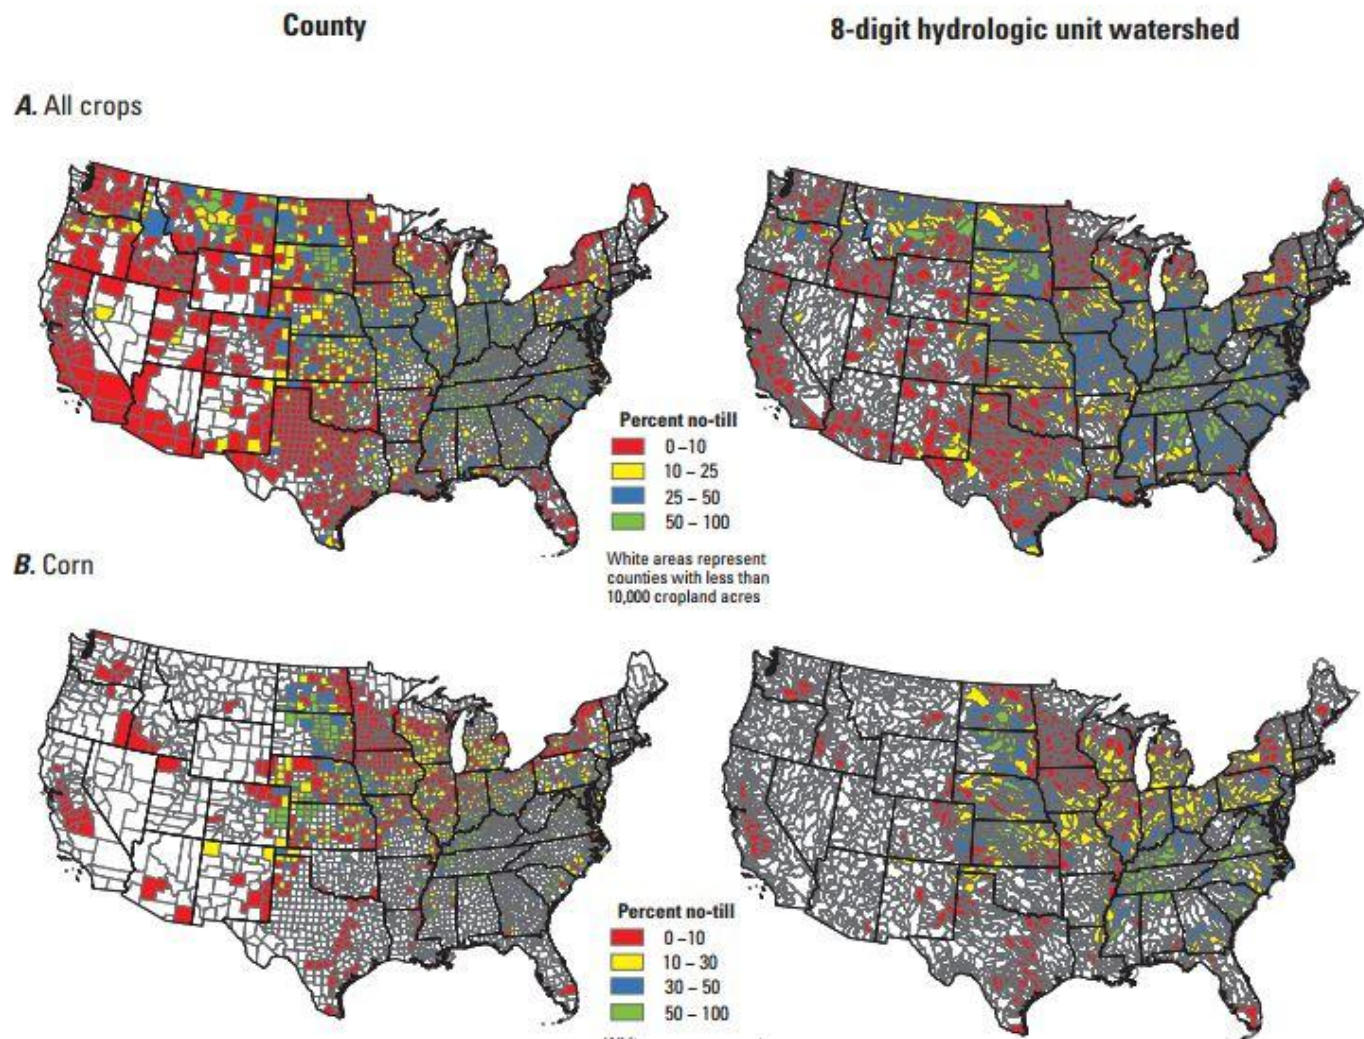 County
8-digit hydrologic unit watershed
A. All crops
Percent no-till
0 –10
10 – 25
25 – 50
50 – 100
White areas represent
counties with less than
10,000 cropland acres
B. Corn
Percent no-till
0 –10
10 – 30
30 – 50
50 – 100